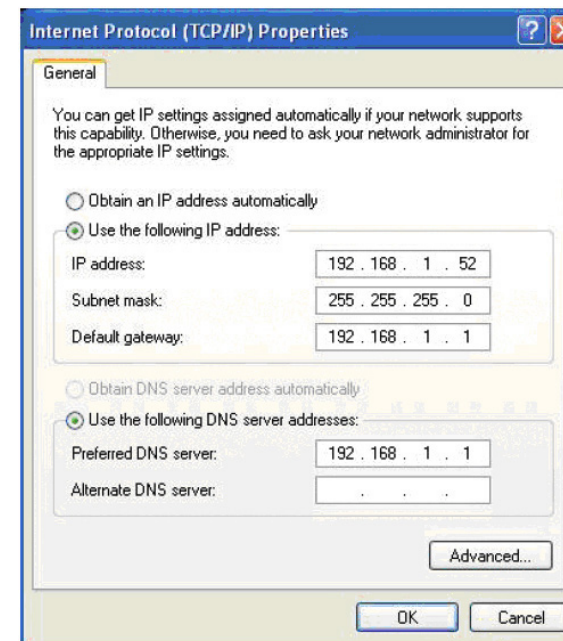 Internet Protocol (TCP/IP) Properties
General
You can get IP settings assigned automatically if your network supports
this capability. Otherwise, you need to ask your network administrator for
the appropriate IP settings.
Obtain an IP address automatically
Use the following IP address:
IP address: 192 . 168 . 1 . 52
Subnet mask: 255 . 255 . 255 . 0
Default gateway: 192 . 168 . 1 . 1
Obtain DNS server address automatically
Use the following DNS server addresses:
Preferred DNS server: 192 . 168 . 1 . 1
Alternate DNS server: . . .
Advanced...
OK Cancel